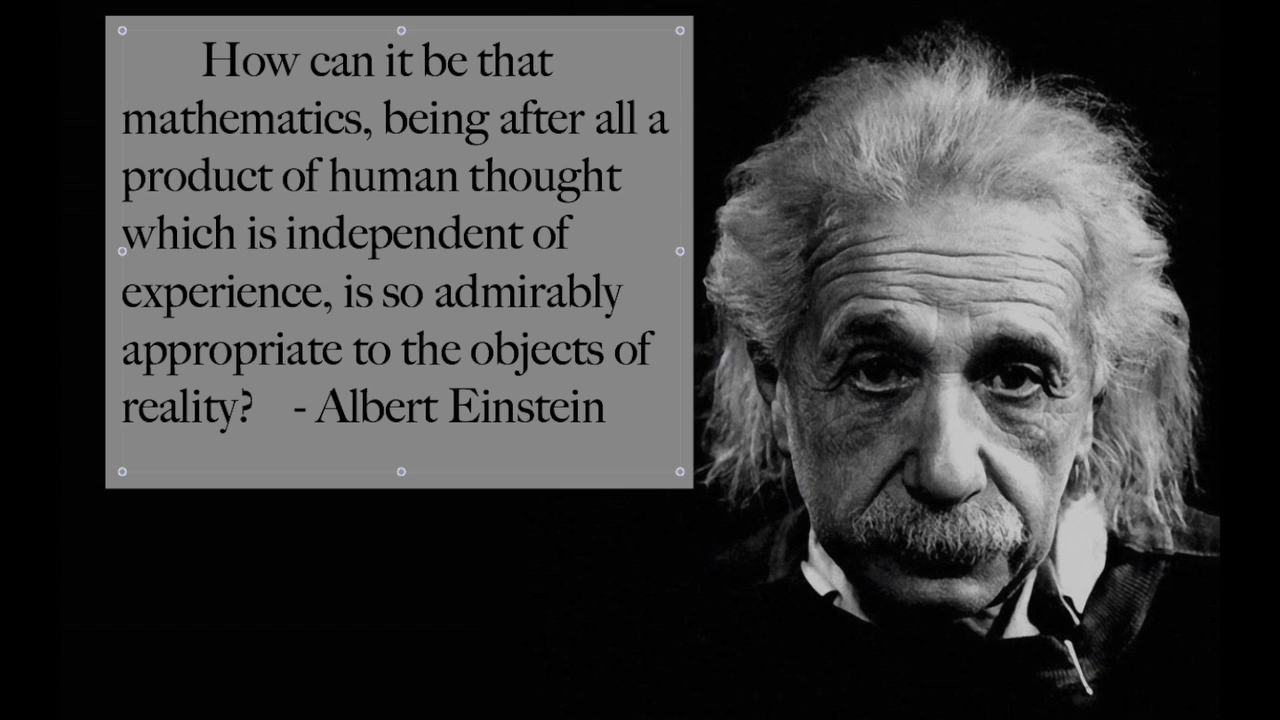 How can it be that
mathematics, being after all a
product of human thought
which is independent of
experience, is so admirably
appropriate to the objects of
reality? - Albert Einstein